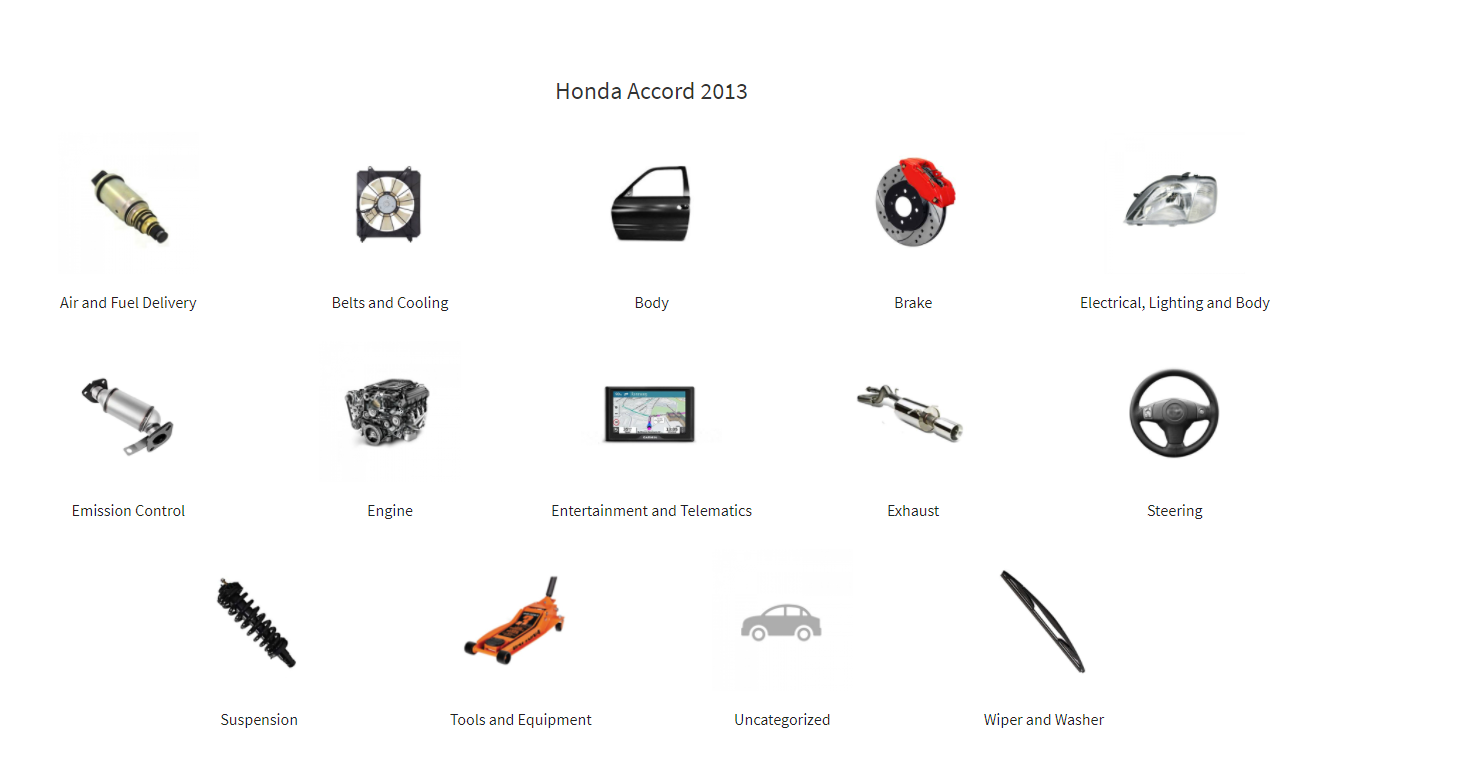 Honda Accord 2013
Air and Fuel Delivery
Belts and Cooling
Body
Brake
Electrical, Lighting and Body
Emission Control
Engine
Entertainment and Telematics
Exhaust
Steering
Suspension
Tools and Equipment
Uncategorized
Wiper and Washer